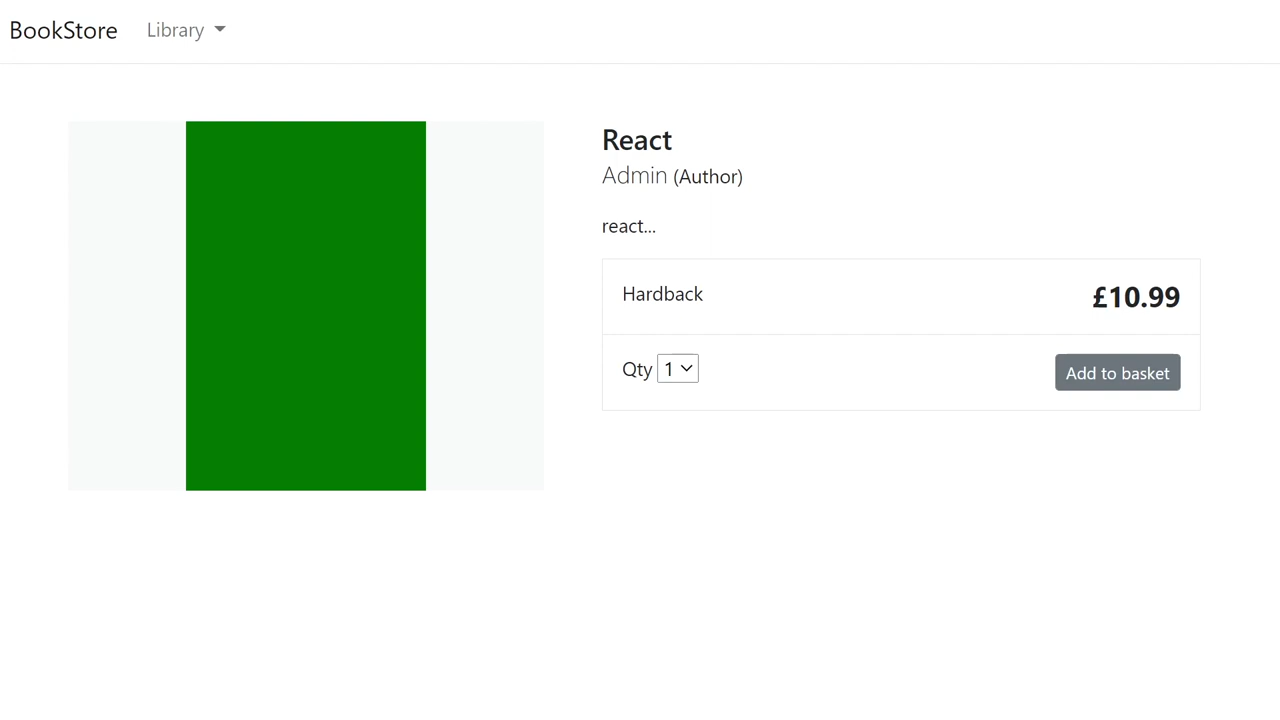 BookStore Library
React
Admin (Author)
react...
Hardback £10.99
Qty 1 Add to basket